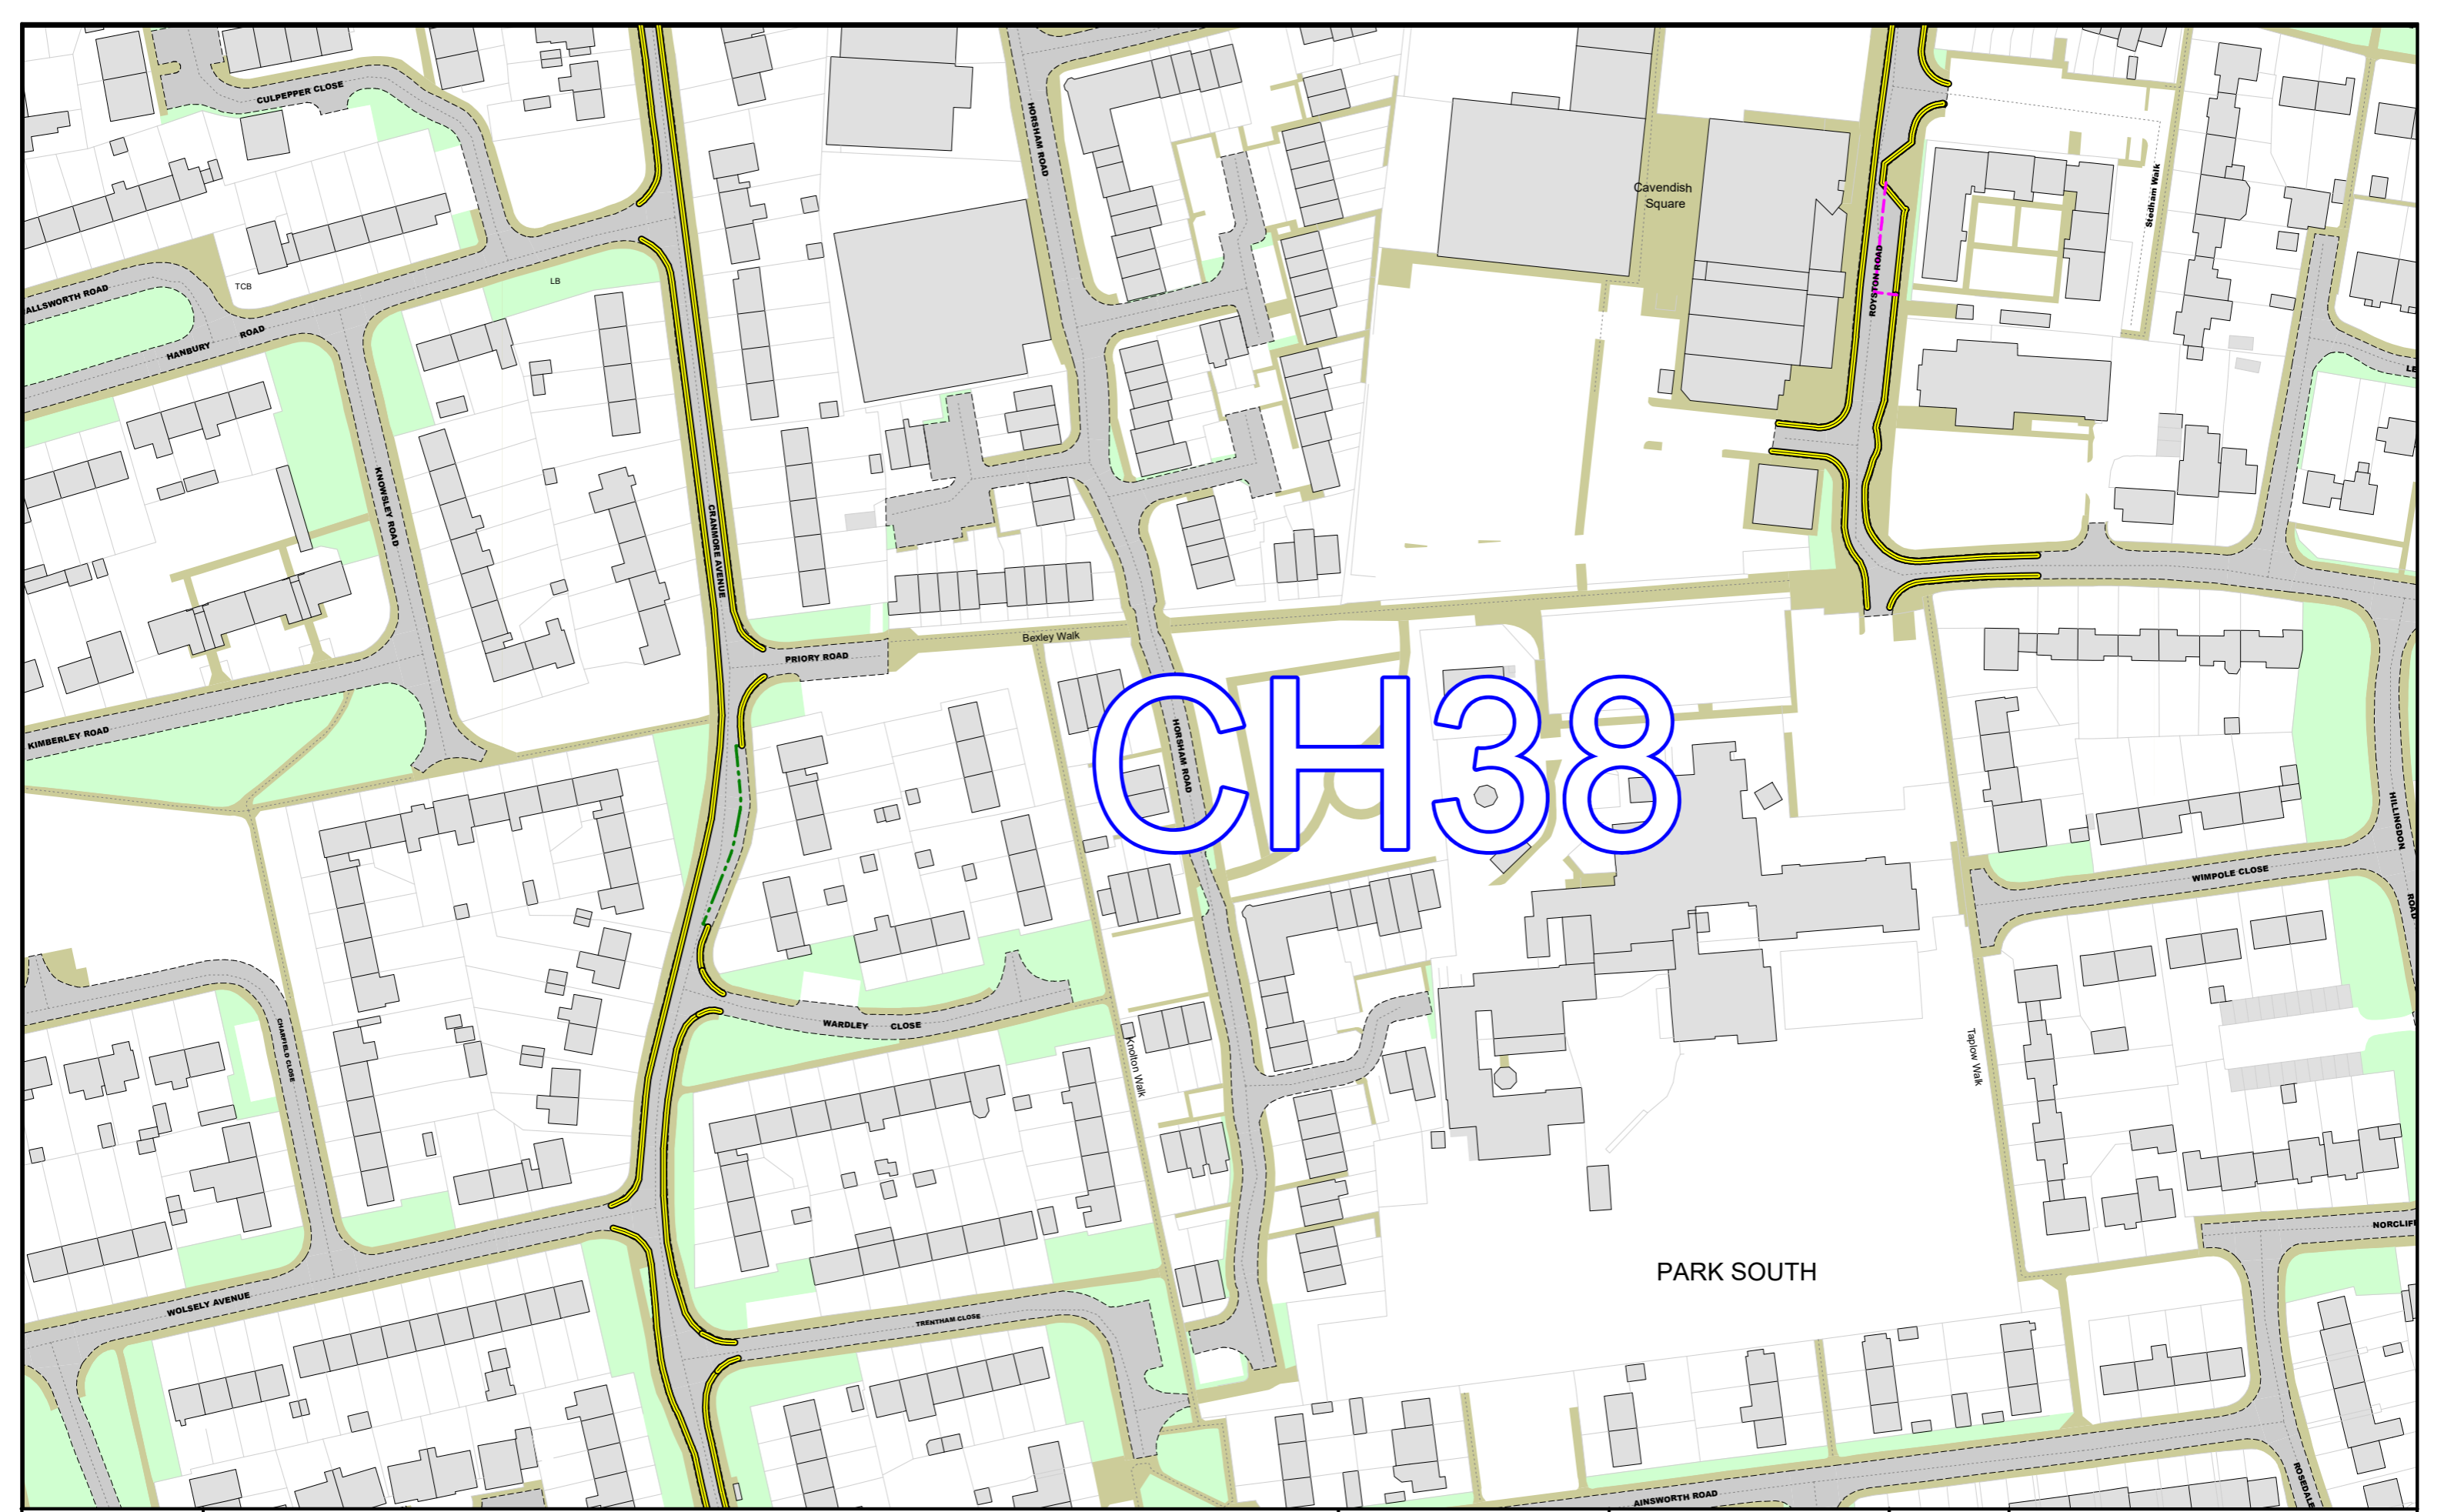 CULPEPPER CLOSE
HORSHAM ROAD
Cavendish
Square
Stedham Walk
ROYSTON ROAD
TCB
LB
ALLSWORTH ROAD
HANBURY ROAD
LE
KNOWSLEY ROAD
CRANMORE AVENUE
Bexley Walk
PRIORY ROAD
KIMBERLEY ROAD
HORSHAM ROAD
CH38
HILLINGDON ROAD
WIMPOLE CLOSE
WARDLEY CLOSE
CHARFIELD CLOSE
Knolton Walk
Taplow Walk
NORCLIF
PARK SOUTH
WOLSELY AVENUE
TRENTHAM CLOSE
AINSWORTH ROAD
ROSEDALE